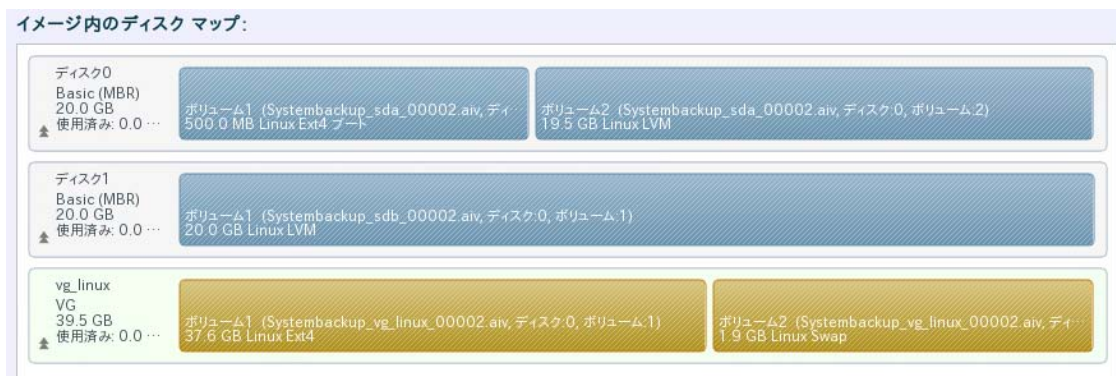 イメージ内のディスク マップ:
ディスク0
Basic (MBR)
20.0 GB
使用済み: 0.0 …
ボリューム1 (Systembackup_sda_00002.aiv, ディ…
500.0 MB Linux Ext4 ブート
ボリューム2 (Systembackup_sda_00002.aiv, ディスク:0, ボリューム:2)
19.5 GB Linux LVM
ディスク1
Basic (MBR)
20.0 GB
使用済み: 0.0 …
ボリューム1 (Systembackup_sdb_00002.aiv, ディスク:0, ボリューム:1)
20.0 GB Linux LVM
vg_linux
VG
39.5 GB
使用済み: 0.0 …
ボリューム1 (Systembackup_vg_linux_00002.aiv, ディスク:0, ボリューム:1)
37.6 GB Linux Ext4
ボリューム2 (Systembackup_vg_linux_00002.aiv, ディ…
1.9 GB Linux Swap